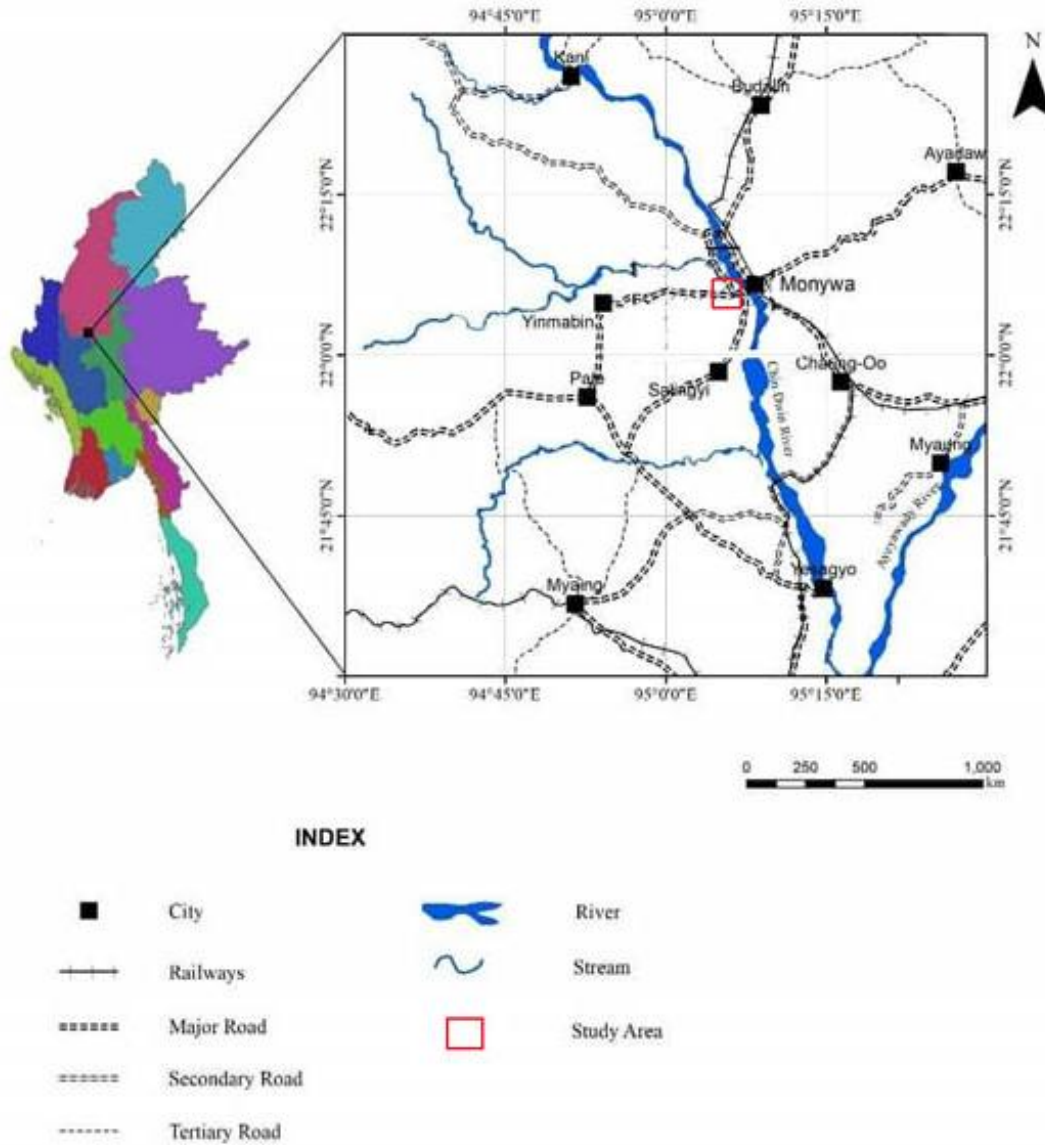 94°45'0"E 95°0'0"E 95°15'0"E
N
Kani
Budalin
Ayadaw
22°15'0"N 22°15'0"N
Monywa
Yinmabin
22°0'0"N 22°0'0"N
Chaung-Oo
Pale
Salingyi
Chin Dwin River
Myaung
21°45'0"N 21°45'0"N
Ayeyawady River
Yesagyo
Myaing
94°30'0"E 94°45'0"E 95°0'0"E 95°15'0"E
0 250 500 1,000
km
INDEX
City River
Railways Stream
Major Road Study Area
Secondary Road
Tertiary Road